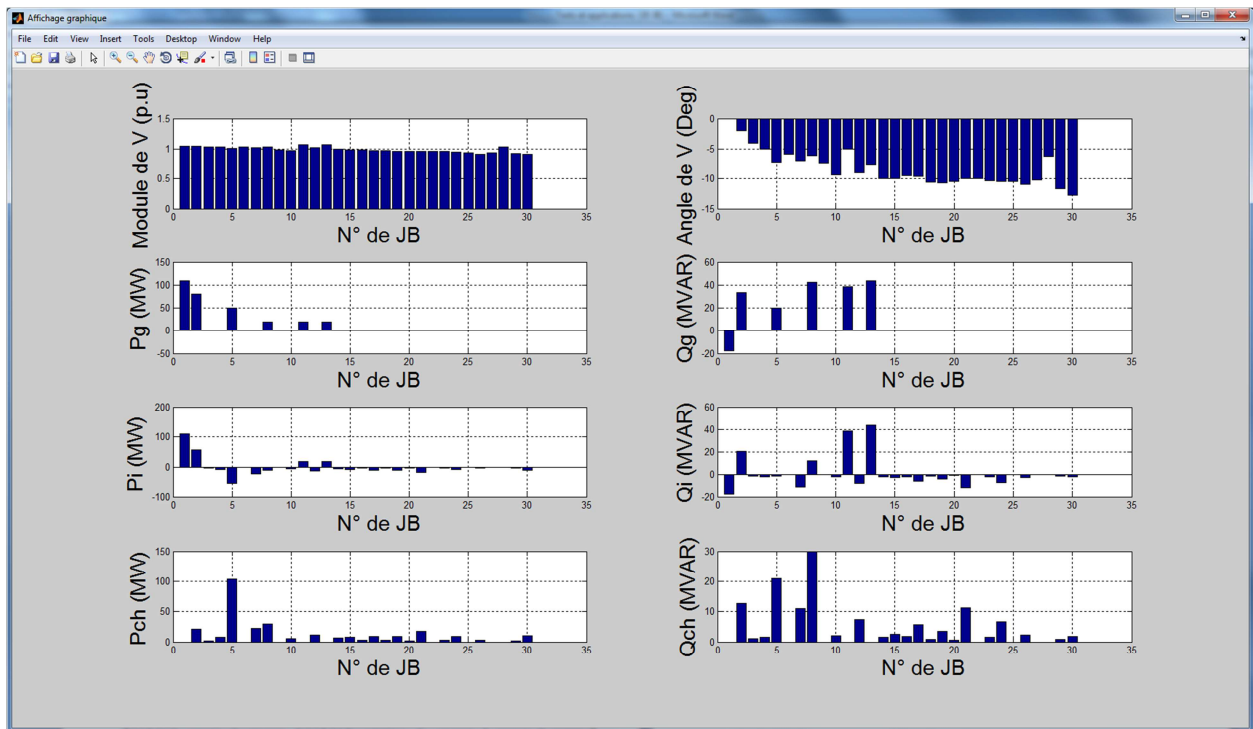 Affichage graphique
File Edit View Insert Tools Desktop Window Help
Module de V (p.u)
1.5
1
0.5
0
0 5 10 15 20 25 30 35
N° de JB
Angle de V (Deg)
0
-5
-10
-15
0 5 10 15 20 25 30 35
N° de JB
Pg (MW)
150
100
50
0
-50
0 5 10 15 20 25 30 35
N° de JB
Qg (MVAR)
60
40
20
0
-20
0 5 10 15 20 25 30 35
N° de JB
Pi (MW)
200
100
0
-100
0 5 10 15 20 25 30 35
N° de JB
Qi (MVAR)
60
40
20
0
-20
0 5 10 15 20 25 30 35
N° de JB
Pch (MW)
150
100
50
0
0 5 10 15 20 25 30 35
N° de JB
Qch (MVAR)
30
20
10
0
0 5 10 15 20 25 30 35
N° de JB